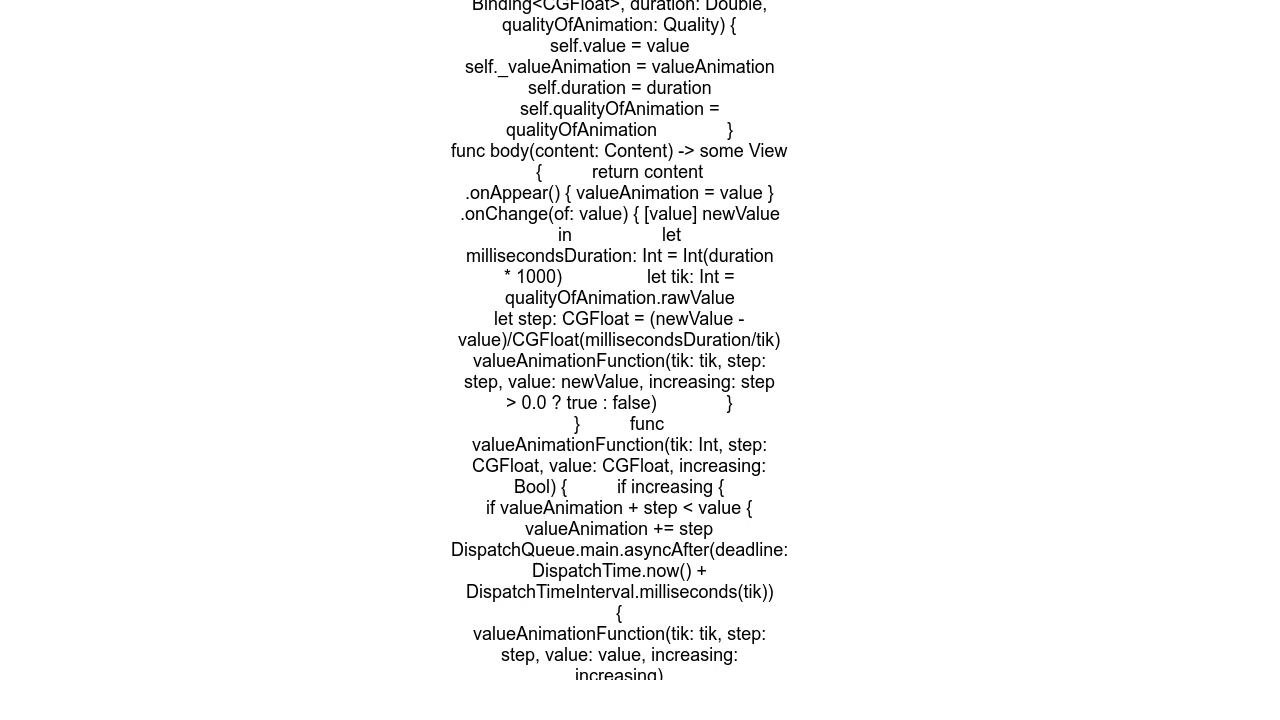 Binding<CGFloat>, duration: Double,
qualityOfAnimation: Quality) {
self.value = value
self._valueAnimation = valueAnimation
self.duration = duration
self.qualityOfAnimation =
qualityOfAnimation }
func body(content: Content) -> some View
{ return content
.onAppear() { valueAnimation = value }
.onChange(of: value) { [value] newValue
in let
millisecondsDuration: Int = Int(duration
* 1000) let tik: Int =
qualityOfAnimation.rawValue
let step: CGFloat = (newValue -
value)/CGFloat(millisecondsDuration/tik)
valueAnimationFunction(tik: tik, step:
step, value: newValue, increasing: step
> 0.0 ? true : false) }
} func
valueAnimationFunction(tik: Int, step:
CGFloat, value: CGFloat, increasing:
Bool) { if increasing {
if valueAnimation + step < value {
valueAnimation += step
DispatchQueue.main.asyncAfter(deadline:
DispatchTime.now() +
DispatchTimeInterval.milliseconds(tik))
{
valueAnimationFunction(tik: tik, step:
step, value: value, increasing:
increasing)